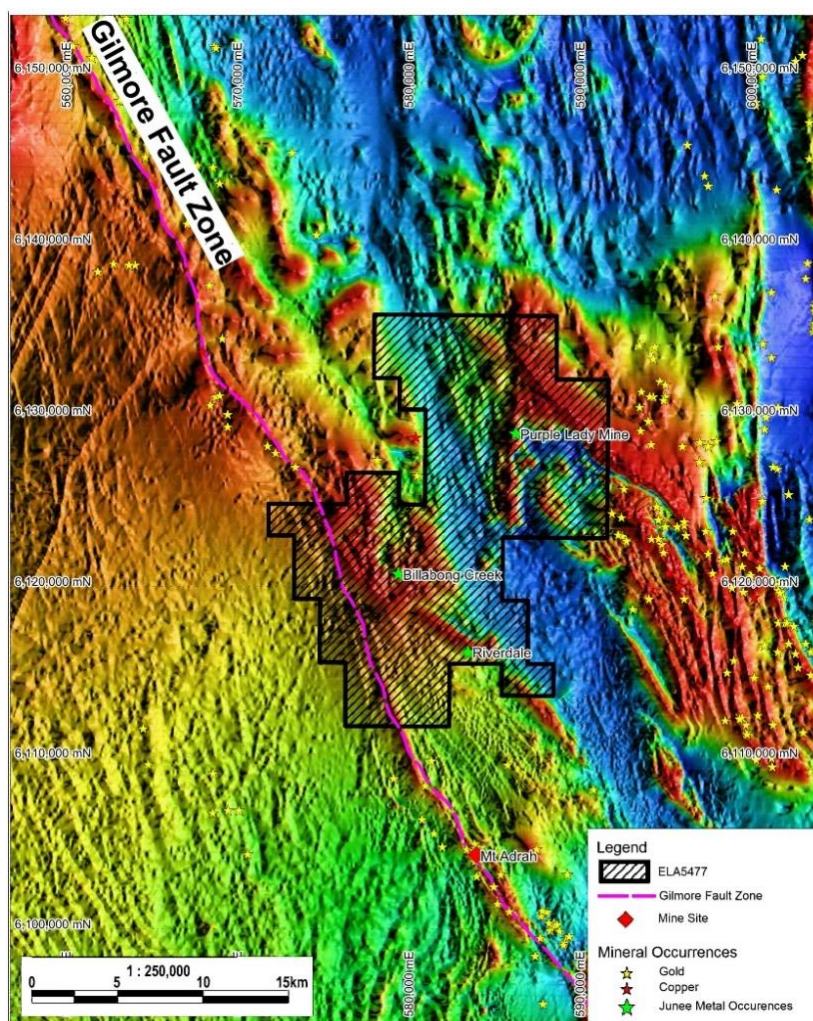 560,000 mE
570,000 mE
580,000 mE
590,000 mE
600,000 mE
6,150,000 mN
6,150,000 mN
Gilmore Fault Zone
6,140,000 mN
6,140,000 mN
6,130,000 mN
6,130,000 mN
Purple Lady Mine
Billabong Creek
6,120,000 mN
6,120,000 mN
Riverdale
6,110,000 mN
6,110,000 mN
Mt Adrah
6,100,000 mN
580,000 mE
590,000 mE
Legend
ELA5477
Gilmore Fault Zone
Mine Site
Mineral Occurrences
Gold
Copper
Junee Metal Occurences
1 : 250,000
0 5 10 15km